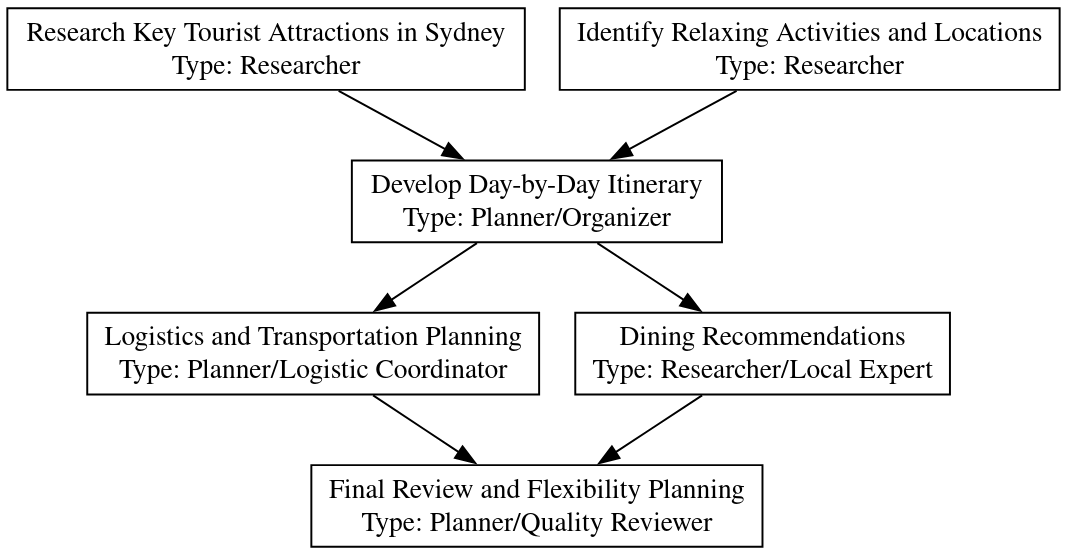 Research Key Tourist Attractions in Sydney
Type: Researcher
Identify Relaxing Activities and Locations
Type: Researcher
Develop Day-by-Day Itinerary
Type: Planner/Organizer
Logistics and Transportation Planning
Type: Planner/Logistic Coordinator
Dining Recommendations
Type: Researcher/Local Expert
Final Review and Flexibility Planning
Type: Planner/Quality Reviewer